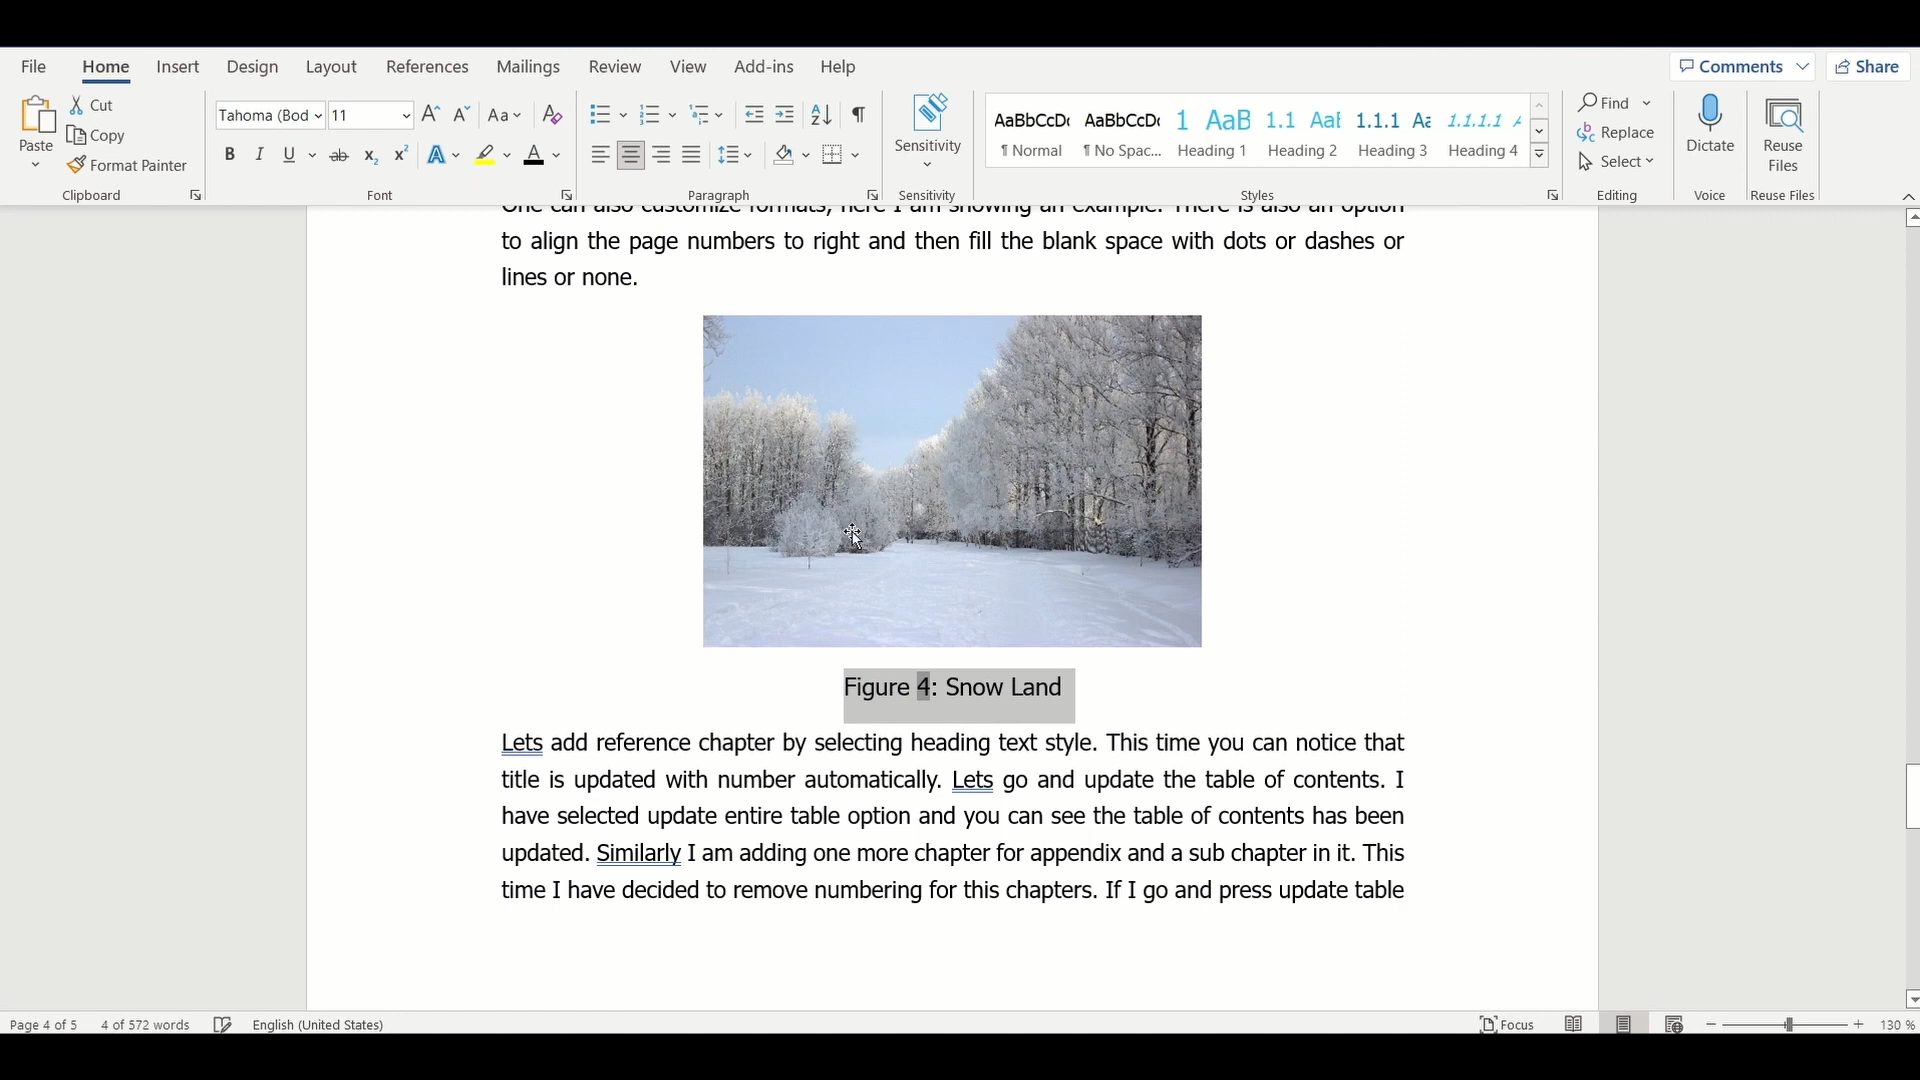 File Home Insert Design Layout References Mailings Review View Add-ins Help Comments Share
Paste
Cut
Copy
Format Painter
Clipboard
Tahoma (Bod 11
Aa
B I U ab x₂ x² A A
Font
Paragraph
Sensitivity
Sensitivity
AaBbCcDc AaBbCcDc 1 AaB 1.1 AaE 1.1.1 Aa 1.1.1.1
¶ Normal ¶ No Spac... Heading 1 Heading 2 Heading 3 Heading 4
Styles
Find
Replace
Select
Editing
Dictate
Voice
Reuse
Files
Reuse Files
One can also customize formats, here I am showing an example. There is also an option
to align the page numbers to right and then fill the blank space with dots or dashes or
lines or none.
Figure 4: Snow Land
Lets add reference chapter by selecting heading text style. This time you can notice that
title is updated with number automatically. Lets go and update the table of contents. I
have selected update entire table option and you can see the table of contents has been
updated. Similarly I am adding one more chapter for appendix and a sub chapter in it. This
time I have decided to remove numbering for this chapters. If I go and press update table
Page 4 of 5 4 of 572 words English (United States) Focus 130 %